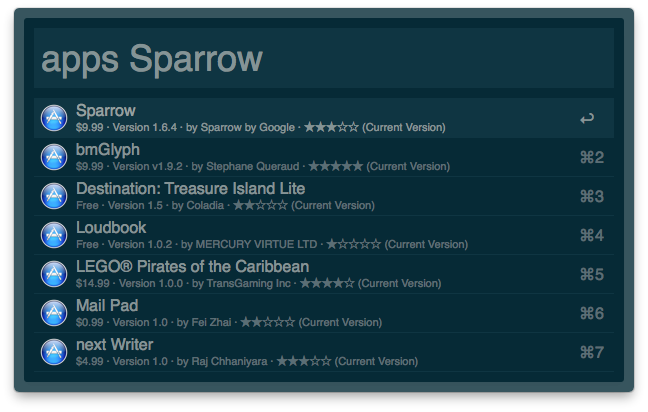 apps Sparrow
Sparrow
$9.99 · Version 1.6.4 · by Sparrow by Google · ★★★☆☆ (Current Version)
↩
bmGlyph
$9.99 · Version v1.9.2 · by Stephane Queraud · ★★★★★ (Current Version)
⌘2
Destination: Treasure Island Lite
Free · Version 1.5 · by Coladia · ★★☆☆☆ (Current Version)
⌘3
Loudbook
Free · Version 1.0.2 · by MERCURY VIRTUE LTD · ★☆☆☆☆ (Current Version)
⌘4
LEGO® Pirates of the Caribbean
$14.99 · Version 1.0.0 · by TransGaming Inc · ★★★★☆ (Current Version)
⌘5
Mail Pad
$0.99 · Version 1.0 · by Fei Zhai · ★★☆☆☆ (Current Version)
⌘6
next Writer
$4.99 · Version 1.0 · by Raj Chhaniyara · ★★★☆☆ (Current Version)
⌘7